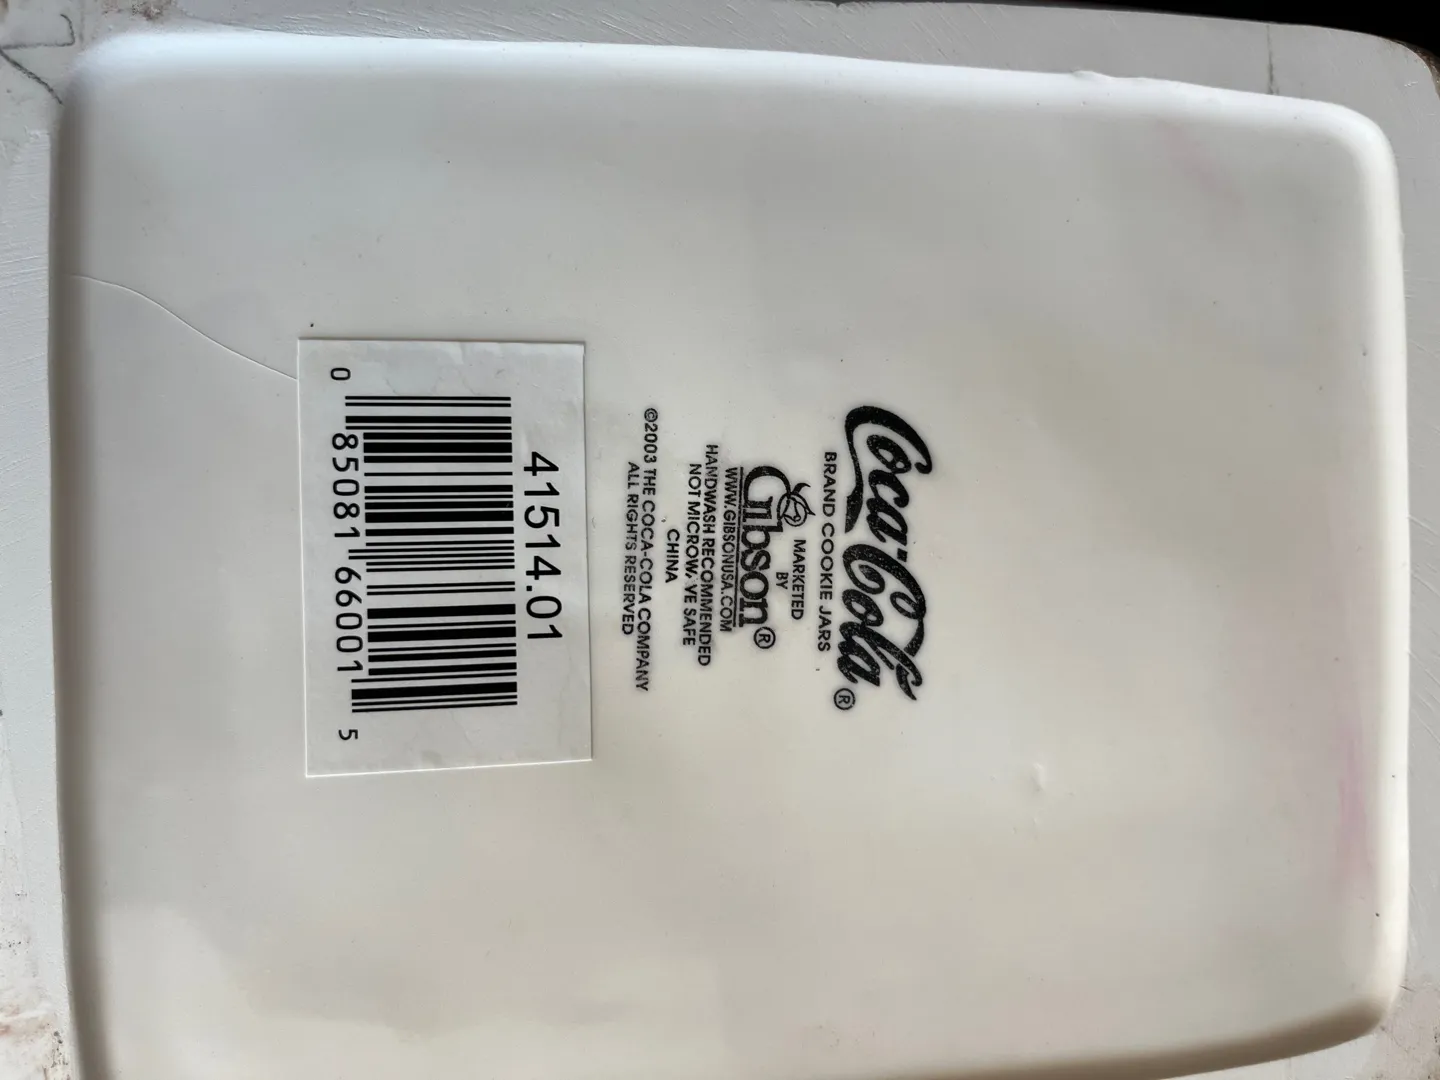 Coca-Cola®
BRAND COOKIE JARS
MARKETED
BY
Gibson®
WWW.GIBSONUSA.COM
HANDWASH RECOMMENDED
NOT MICROWAVE SAFE
CHINA
©2003 THE COCA-COLA COMPANY
ALL RIGHTS RESERVED
41514.01
0 85081 66001 5